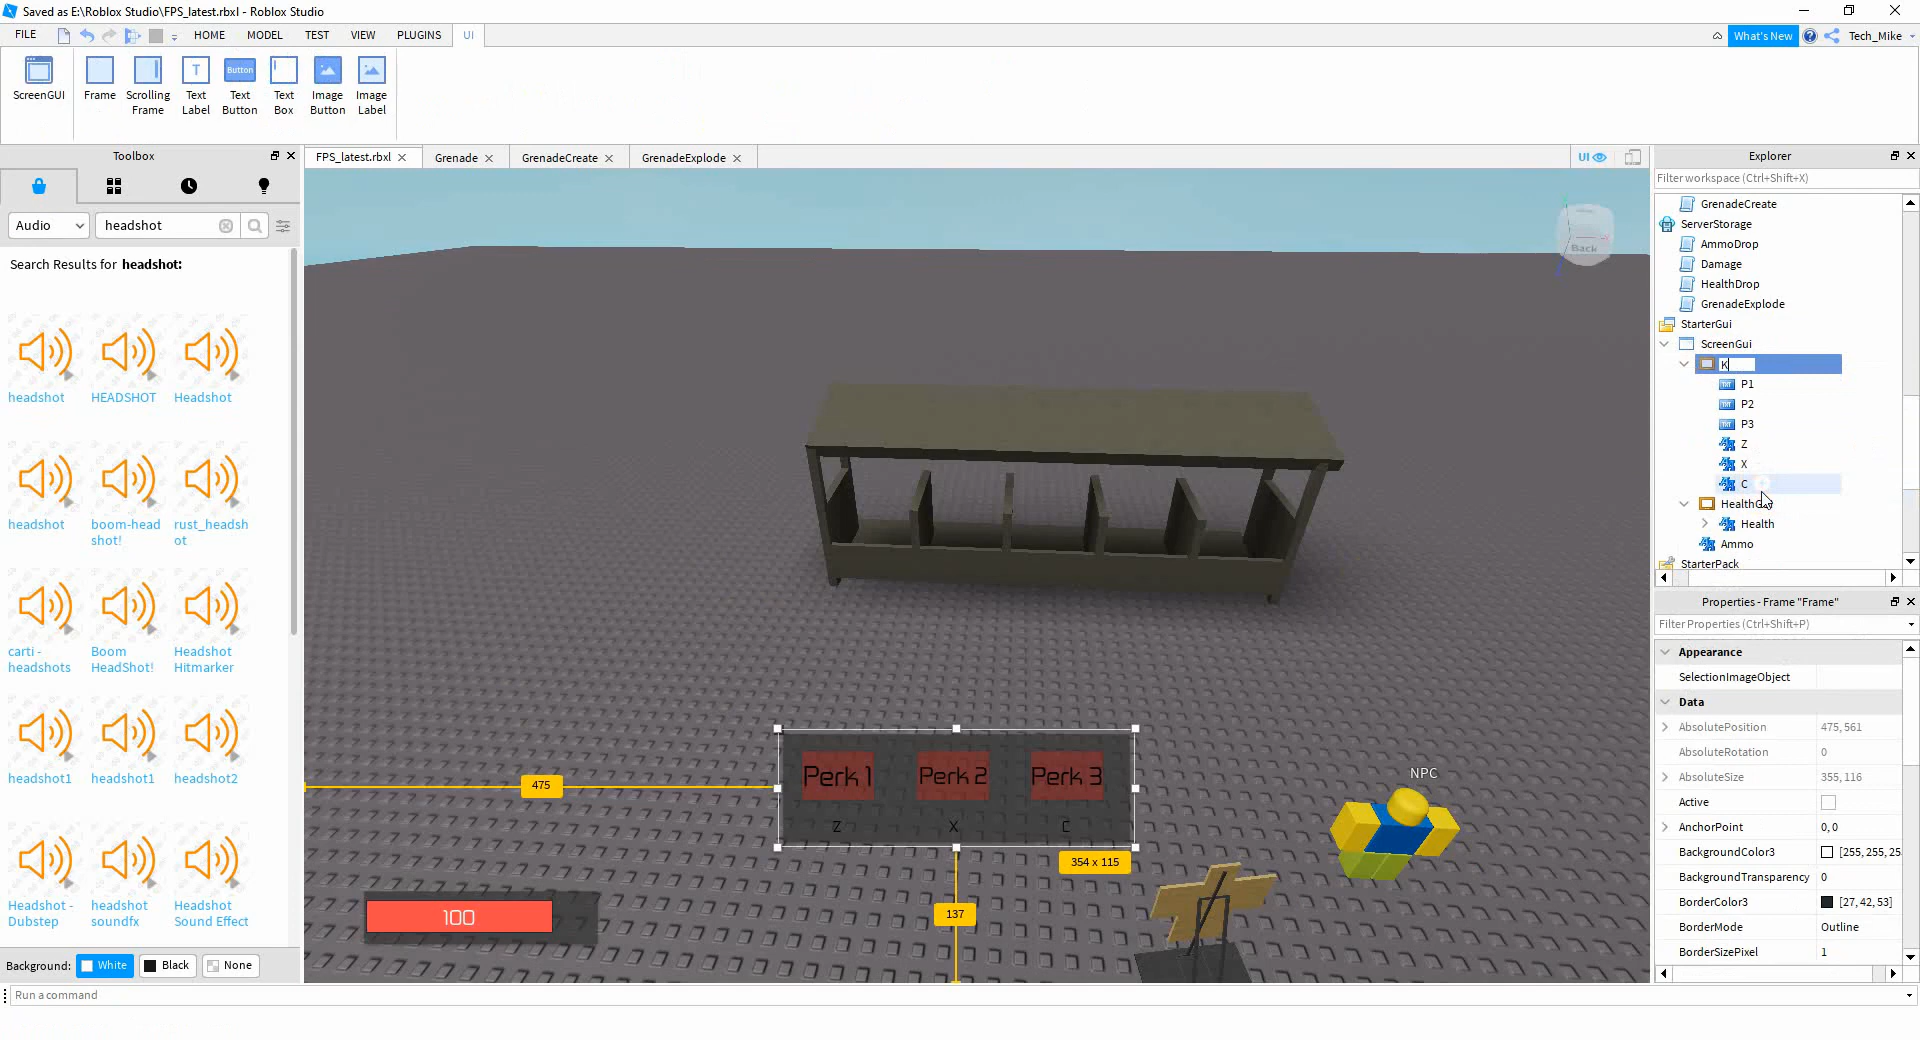 Saved as E:\Roblox Studio\FPS_latest.rbxl - Roblox Studio
FILE HOME MODEL TEST VIEW PLUGINS UI What's New Tech_Mike
ScreenGUI
Frame
Scrolling
Frame
Text
Label
Button
Text
Button
Text
Box
Image
Button
Image
Label
Toolbox
Audio headshot
Search Results for headshot:
headshot HEADSHOT Headshot
headshot
boom-head
shot!
rust_headsh
ot
carti -
headshots
Boom
HeadShot!
Headshot
Hitmarker
headshot1 headshot1 headshot2
Headshot -
Dubstep
headshot
soundfx
Headshot
Sound Effect
Background: White Black None
Run a command
FPS_latest.rbxl Grenade GrenadeCreate GrenadeExplode UI
Back
475
Perk 1 Perk 2 Perk 3
Z X C
354 x 115
137
100
NPC
Explorer
Filter workspace (Ctrl+Shift+X)
GrenadeCreate
ServerStorage
AmmoDrop
Damage
HealthDrop
GrenadeExplode
StarterGui
ScreenGui
K
P1
P2
P3
Z
X
C
Health
Ammo
StarterPack
Properties - Frame "Frame"
Filter Properties (Ctrl+Shift+P)
Appearance
SelectionImageObject
Data
AbsolutePosition 475, 561
AbsoluteRotation 0
AbsoluteSize 355, 116
Active
AnchorPoint 0, 0
BackgroundColor3 [255, 255, 25
BackgroundTransparency 0
BorderColor3 [27, 42, 53]
BorderMode Outline
BorderSizePixel 1